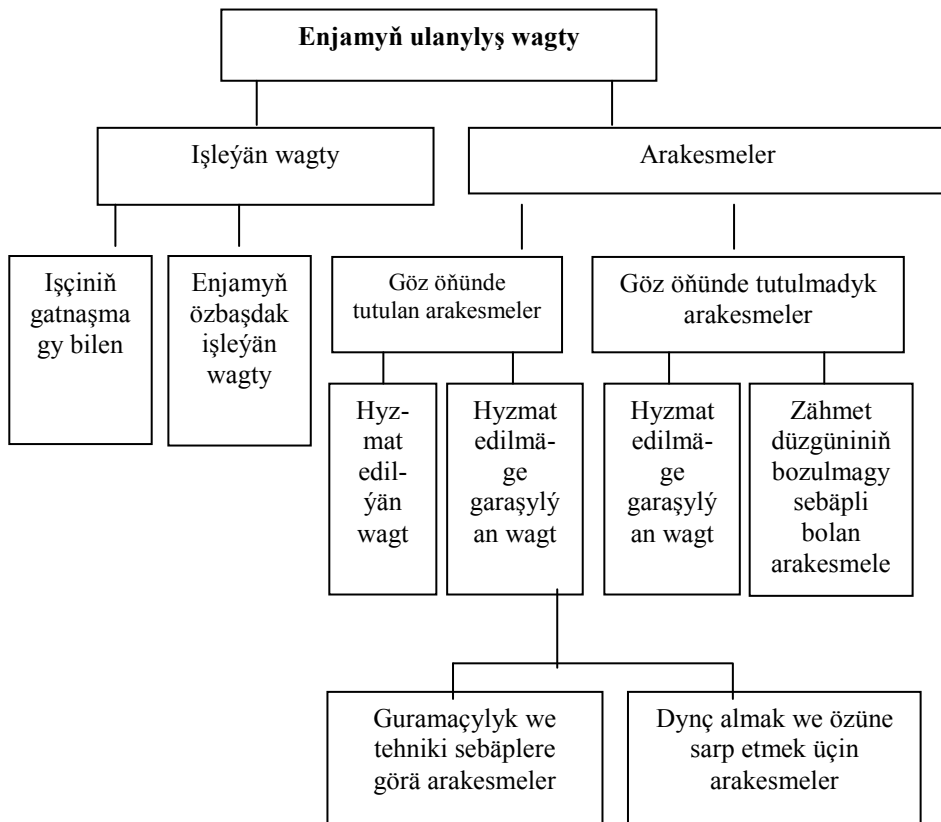 Enjamyň ulanylyş wagty
Işleýän wagty
Arakesmeler
Işçiniň
gatnaşma
gy bilen
Enjamyň
özbaşdak
işleýän
wagty
Göz öňünde
tutulan arakesmeler
Göz öňünde tutulmadyk
arakesmeler
Hyz-
mat
edil-
ýän
wagt
Hyzmat
edilmä-
ge
garaşylý
an wagt
Hyzmat
edilmä-
ge
garaşylý
an wagt
Zähmet
düzgüniniň
bozulmagy
sebäpli
bolan
arakesmele
Guramaçylyk we
tehniki sebäplere
görä arakesmeler
Dynç almak we özüne
sarp etmek üçin
arakesmeler